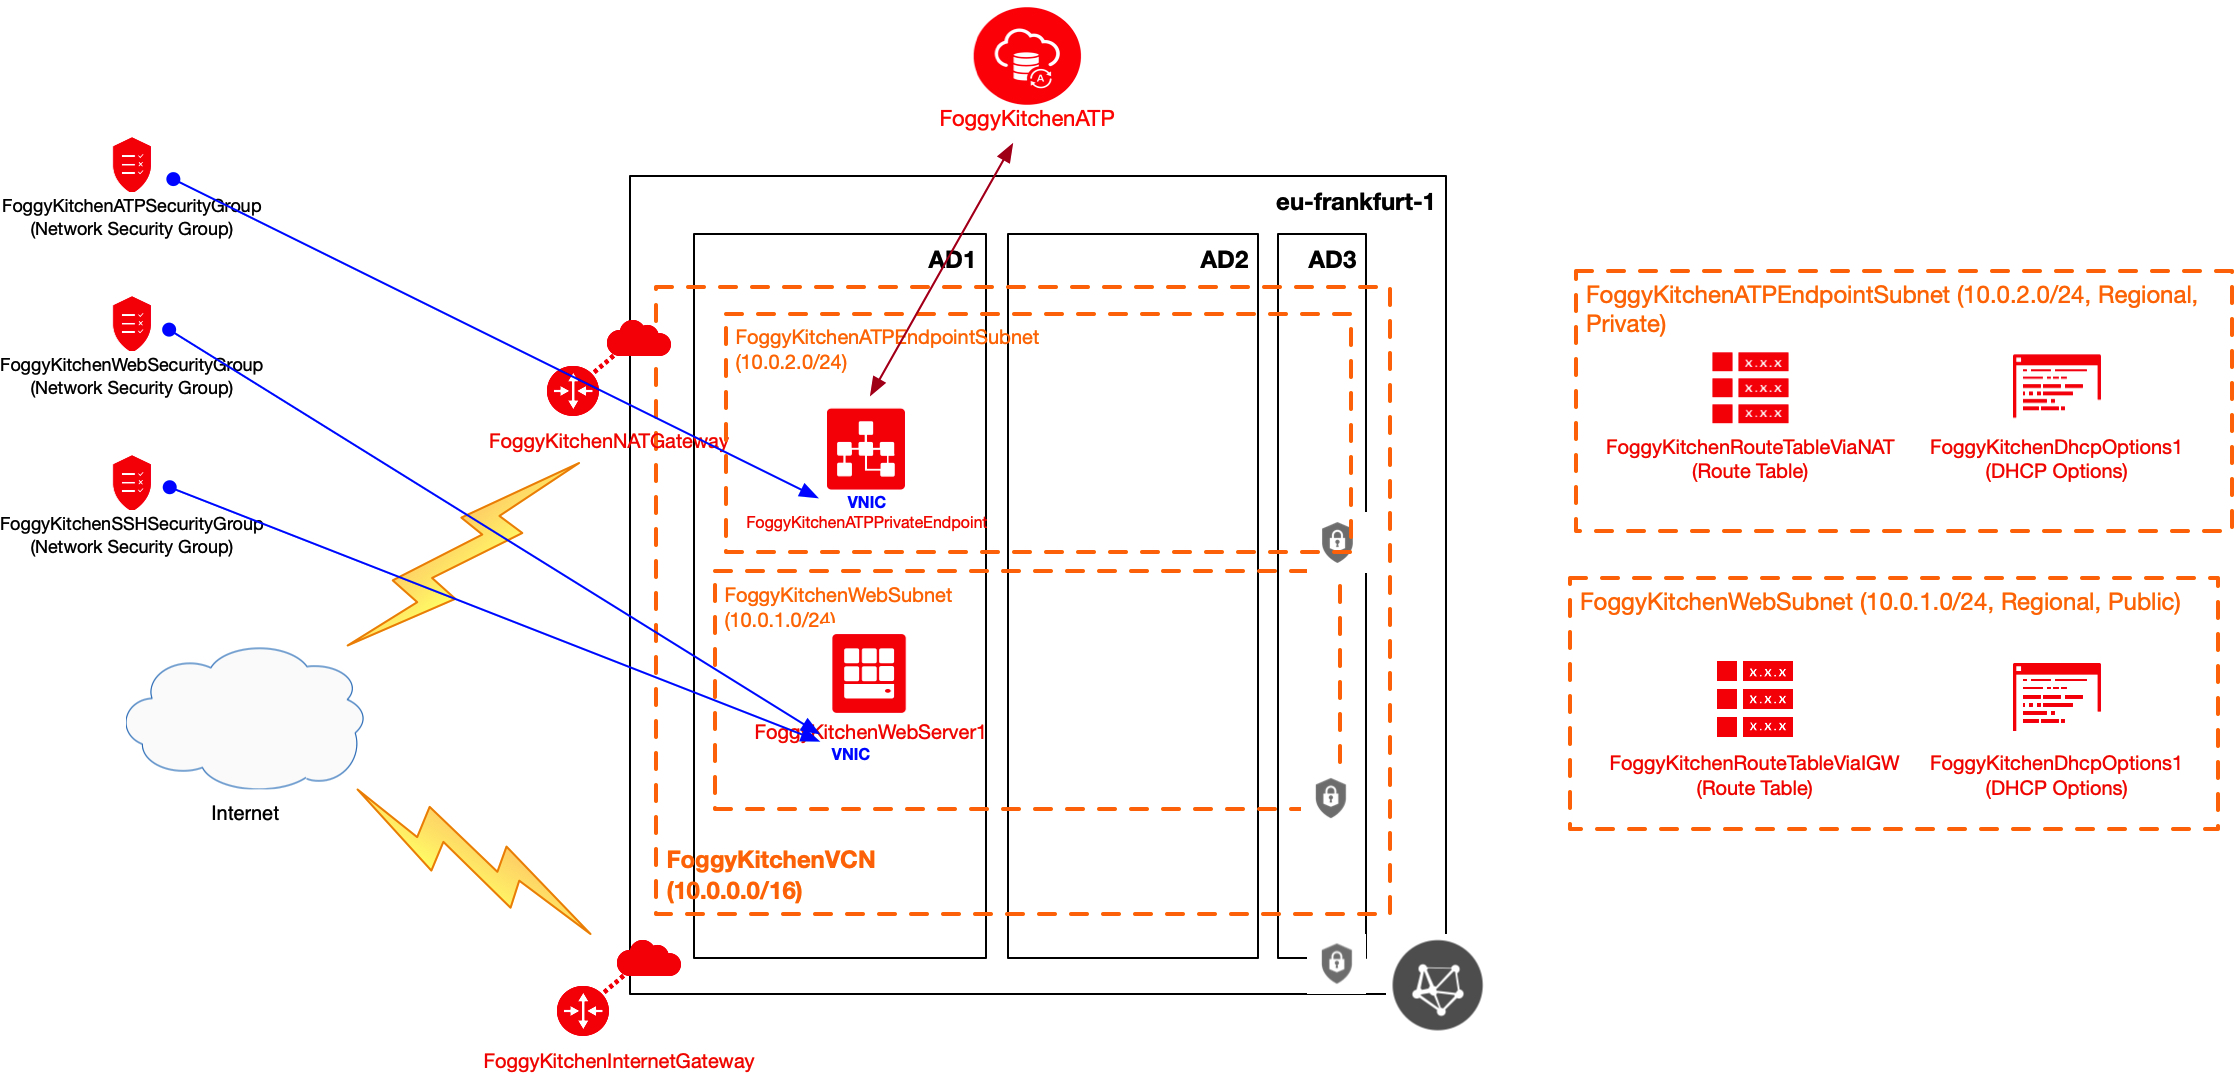 FoggyKitchenATP
FoggyKitchenATPSecurityGroup
(Network Security Group)
FoggyKitchenWebSecurityGroup
(Network Security Group)
FoggyKitchenSSHSecurityGroup
(Network Security Group)
FoggyKitchenNATGateway
Internet
FoggyKitchenInternetGateway
eu-frankfurt-1
AD1
AD2
AD3
FoggyKitchenATPEndpointSubnet
(10.0.2.0/24)
VNIC
FoggyKitchenATPPrivateEndpoint
FoggyKitchenWebSubnet
(10.0.1.0/24)
FoggyKitchenWebServer1
VNIC
FoggyKitchenVCN
(10.0.0.0/16)
FoggyKitchenATPEndpointSubnet (10.0.2.0/24, Regional,
Private)
x.x.x
x.x.x
x.x.x
FoggyKitchenRouteTableViaNAT
(Route Table)
FoggyKitchenDhcpOptions1
(DHCP Options)
FoggyKitchenWebSubnet (10.0.1.0/24, Regional, Public)
x.x.x
x.x.x
x.x.x
FoggyKitchenRouteTableViaIGW
(Route Table)
FoggyKitchenDhcpOptions1
(DHCP Options)
A